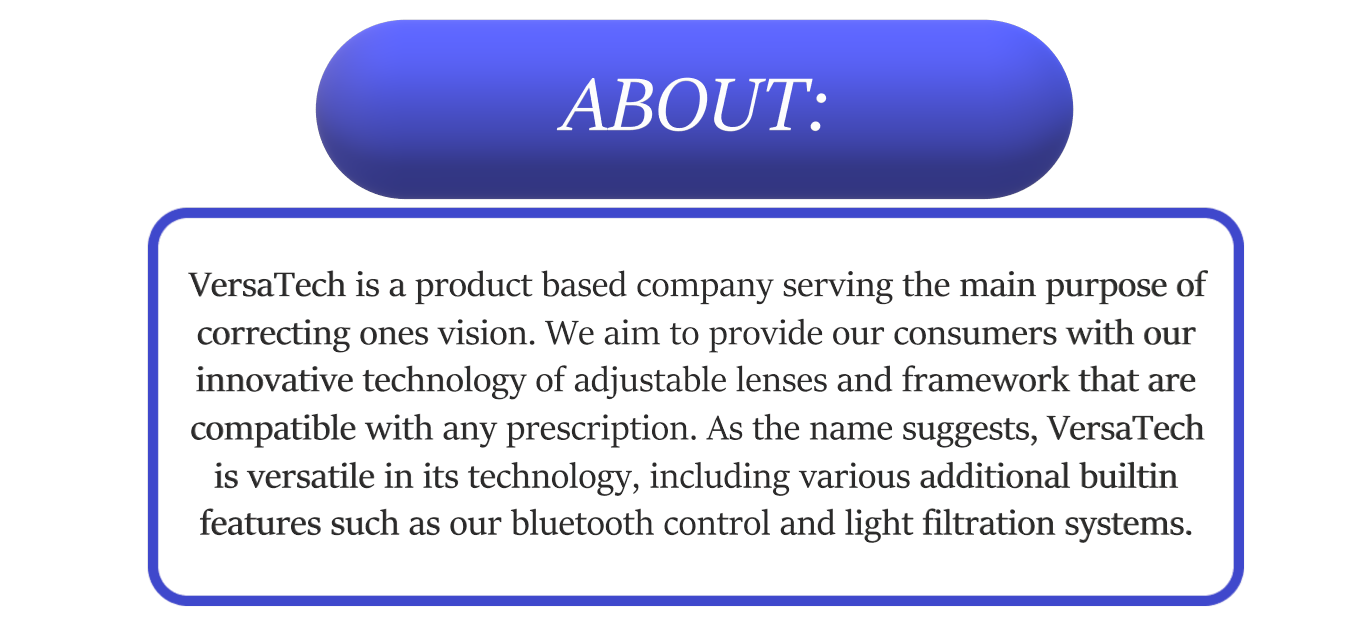 ABOUT:
VersaTech is a product based company serving the main purpose of
correcting ones vision. We aim to provide our consumers with our
innovative technology of adjustable lenses and framework that are
compatible with any prescription. As the name suggests, VersaTech
is versatile in its technology, including various additional builtin
features such as our bluetooth control and light filtration systems.